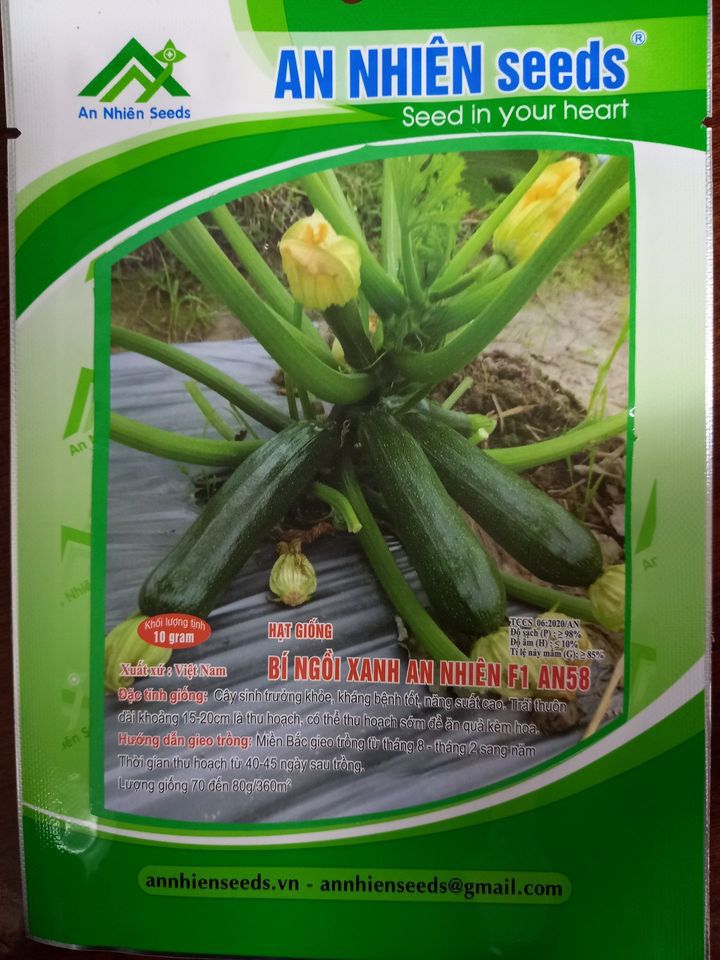 An Nhiên Seeds
AN NHIÊN seeds®
Seed in your heart
Khối lượng tịnh
10 gram
Xuất xứ : Việt Nam
HẠT GIỐNG
BÍ NGỒI XANH AN NHIÊN F1 AN58
TCCS 06:2020/AN
Độ sạch (P) : ≥ 98%
Độ ẩm (H) : ≤ 10%
Tỉ lệ nảy mầm (G): ≥ 85%
Đặc tính giống: Cây sinh trưởng khỏe, kháng bệnh tốt, năng suất cao. Trái thuôn
dài khoảng 15-20cm là thu hoạch, có thể thu hoạch sớm để ăn quả kèm hoa.
Hướng dẫn gieo trồng: Miền Bắc gieo trồng từ tháng 8 - tháng 2 sang năm
Thời gian thu hoạch từ 40-45 ngày sau trồng.
Lượng giống 70 đến 80g/360m²
annhienseeds.vn - annhienseeds@gmail.com